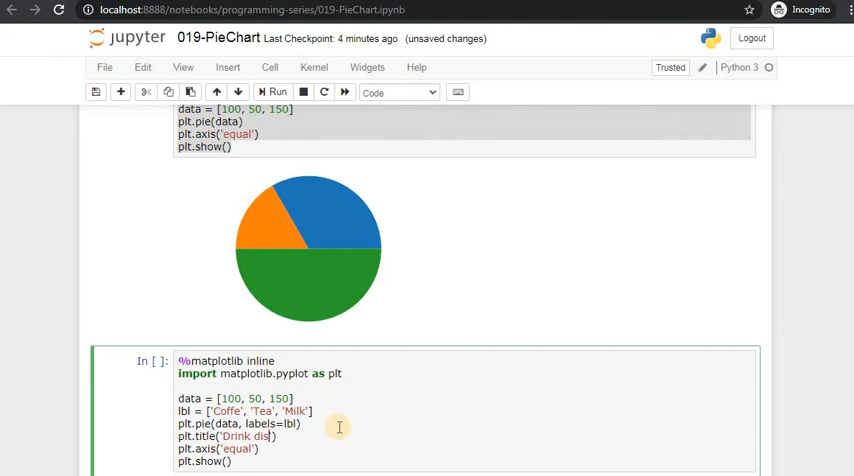 localhost:8888/notebooks/programming-series/019-PieChart.ipynb
Incognito
jupyter 019-PieChart Last Checkpoint: 4 minutes ago (unsaved changes)
Logout
File Edit View Insert Cell Kernel Widgets Help
Trusted Python 3
Run Code
data = [100, 50, 150]
plt.pie(data)
plt.axis('equal')
plt.show()
In [ ]:
%matplotlib inline
import matplotlib.pyplot as plt
data = [100, 50, 150]
lbl = ['Coffe', 'Tea', 'Milk']
plt.pie(data, labels=lbl)
plt.title('Drink dis')
plt.axis('equal')
plt.show()